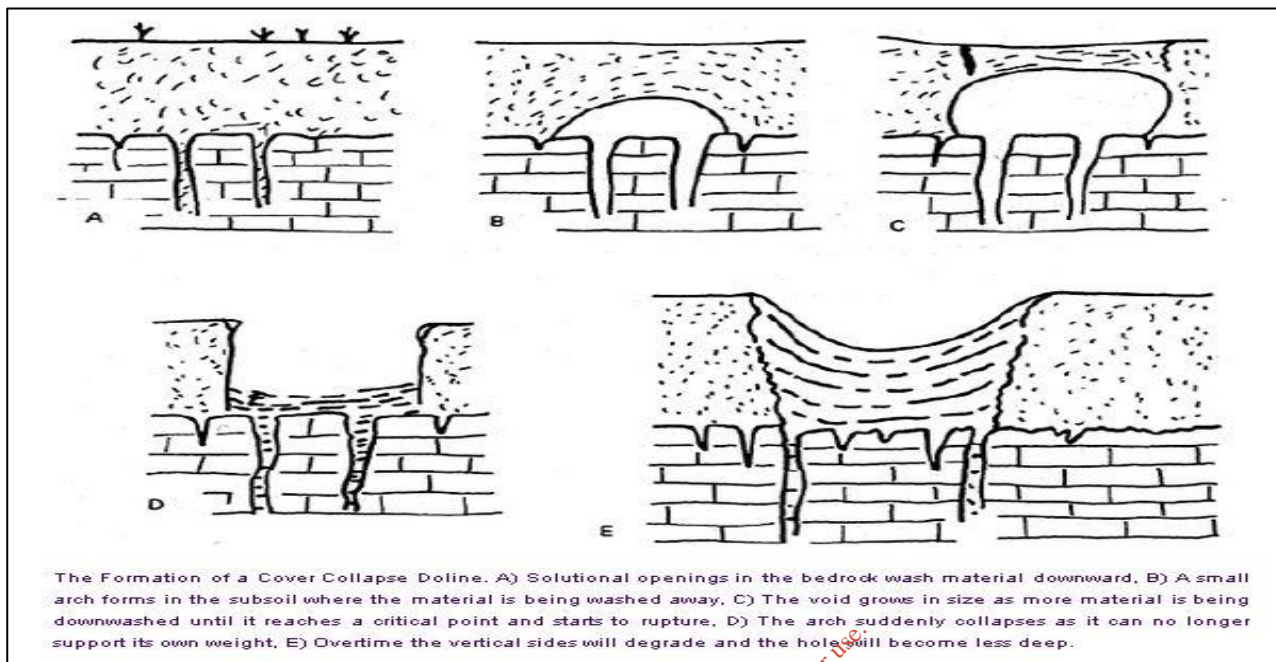 A
B
C
D
E
The Formation of a Cover Collapse Doline. A) Solutional openings in the bedrock wash material downward, B) A small
arch forms in the subsoil where the material is being washed away, C) The void grows in size as more material is being
downwashed until it reaches a critical point and starts to rupture, D) The arch suddenly collapses as it can no longer
support its own weight, E) Overtime the vertical sides will degrade and the hole will become less deep.
use.